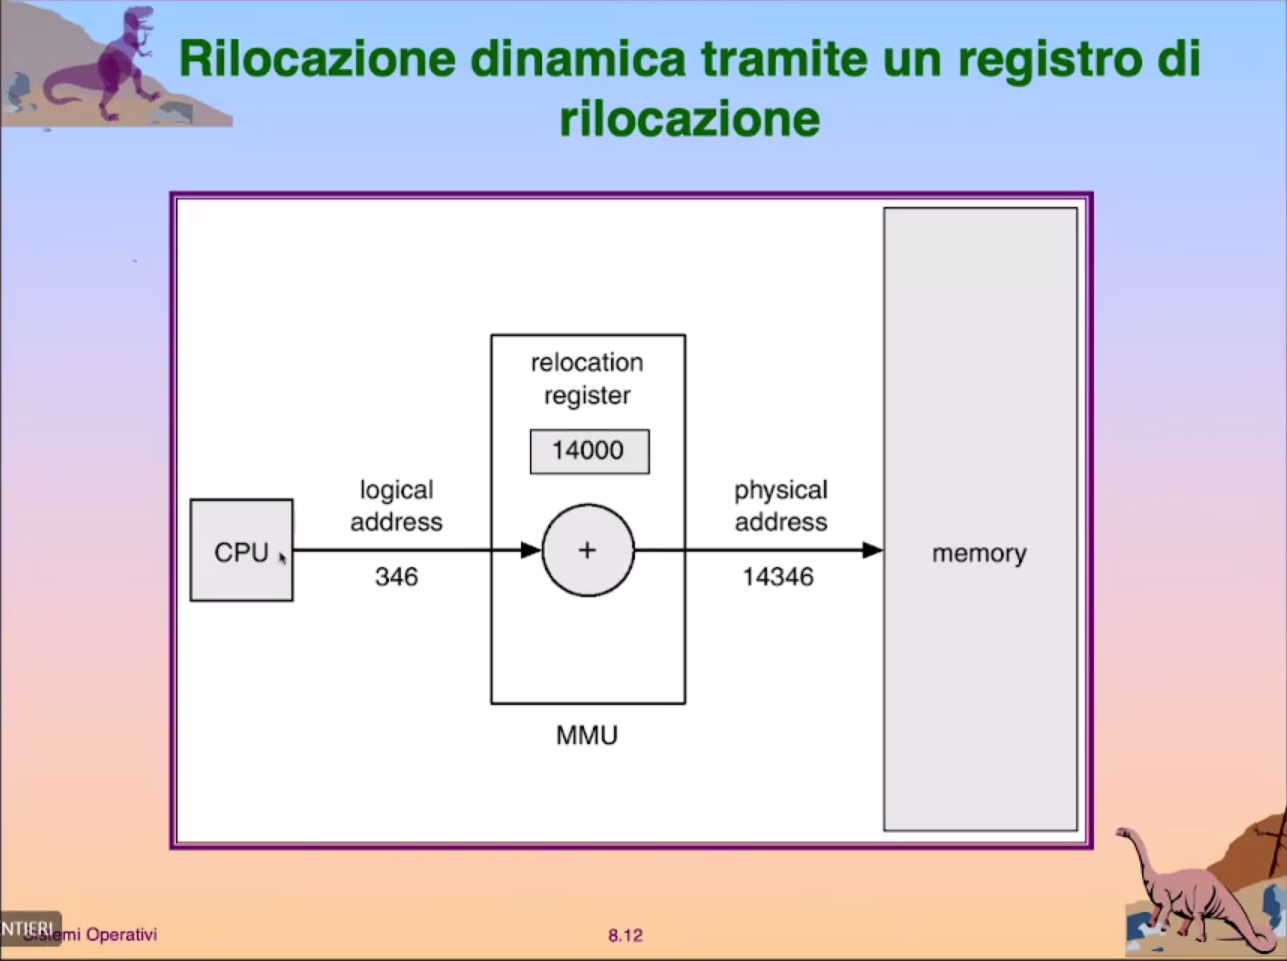 Rilocazione dinamica tramite un registro di
rilocazione
relocation
register
14000
logical
address
physical
address
CPU
+
memory
346
14346
MMU
NTIERI
Sistemi Operativi
8.12